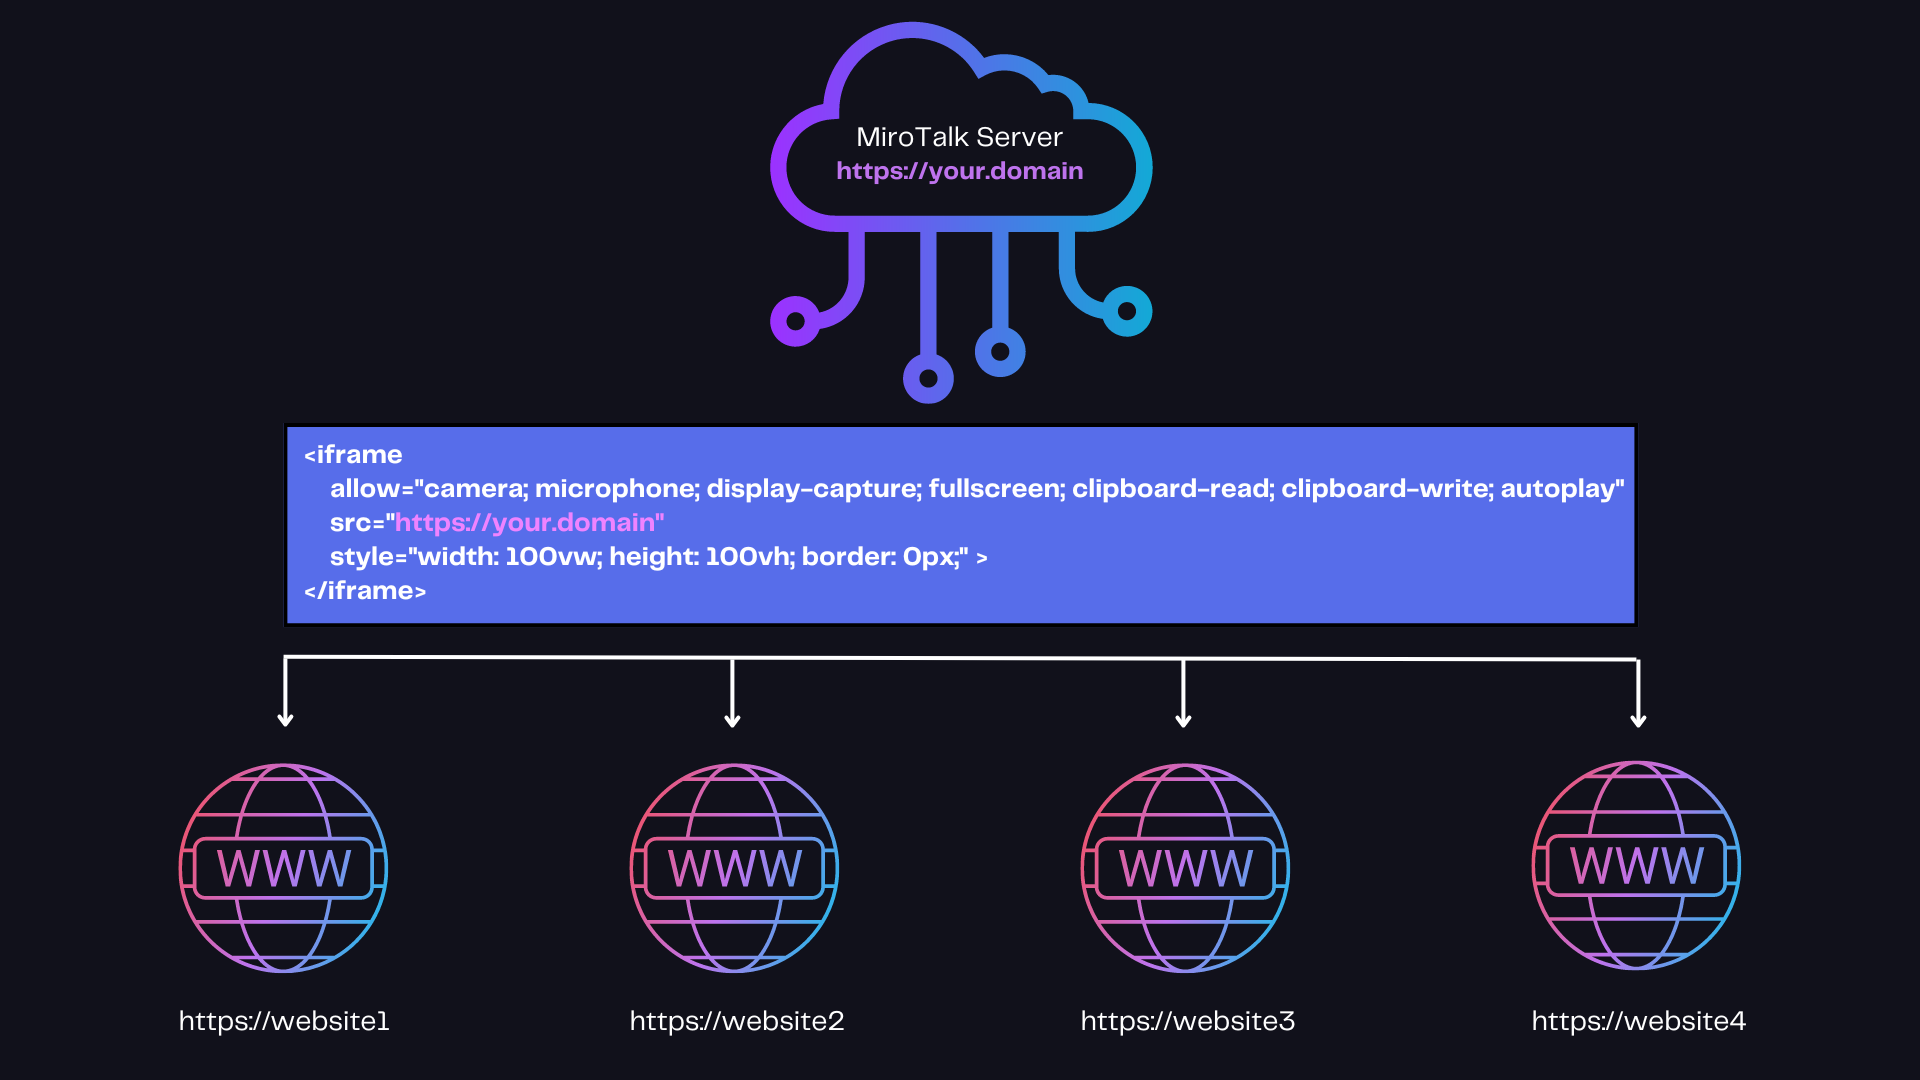 MiroTalk Server
https://your.domain
<iframe
allow="camera; microphone; display-capture; fullscreen; clipboard-read; clipboard-write; autoplay"
src="https://your.domain"
style="width: 100vw; height: 100vh; border: 0px;" >
</iframe>
WWW WWW WWW WWW
https://website1 https://website2 https://website3 https://website4